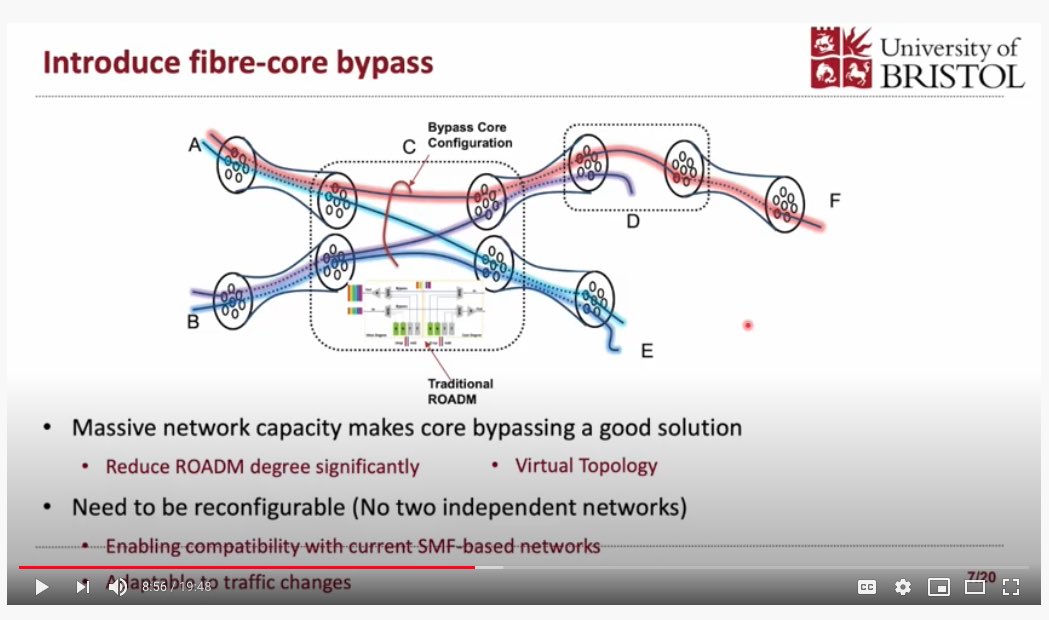 Introduce fibre-core bypass
University of
BRISTOL
Bypass Core
Configuration
A
C
F
D
B
E
Traditional
ROADM
• Massive network capacity makes core bypassing a good solution
• Reduce ROADM degree significantly
• Virtual Topology
• Need to be reconfigurable (No two independent networks)
• Enabling compatibility with current SMF-based networks
• Adaptable to traffic changes
7/20
8:56 / 19:48
CC